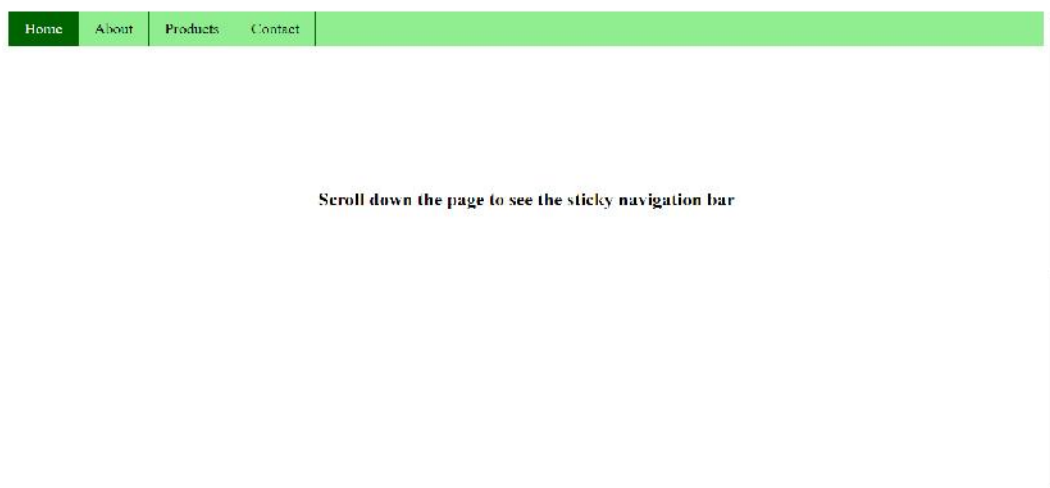 Home About Products Contact
Scroll down the page to see the sticky navigation bar